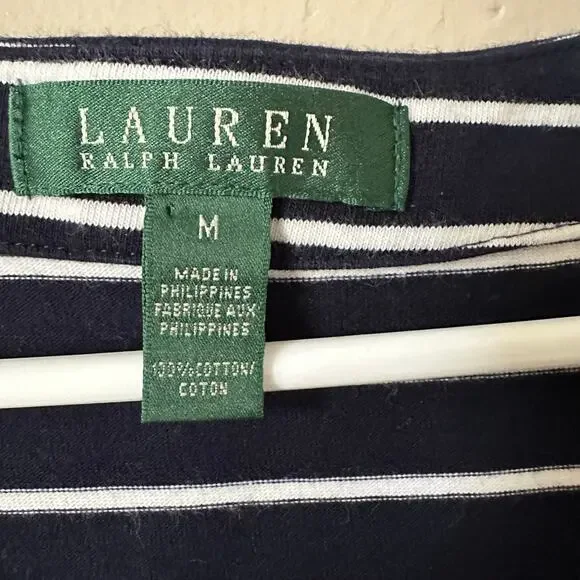 LAUREN
RALPH LAUREN
M
MADE IN
PHILIPPINES
FABRIQUE AUX
PHILIPPINES
100% COTTON/
COTON